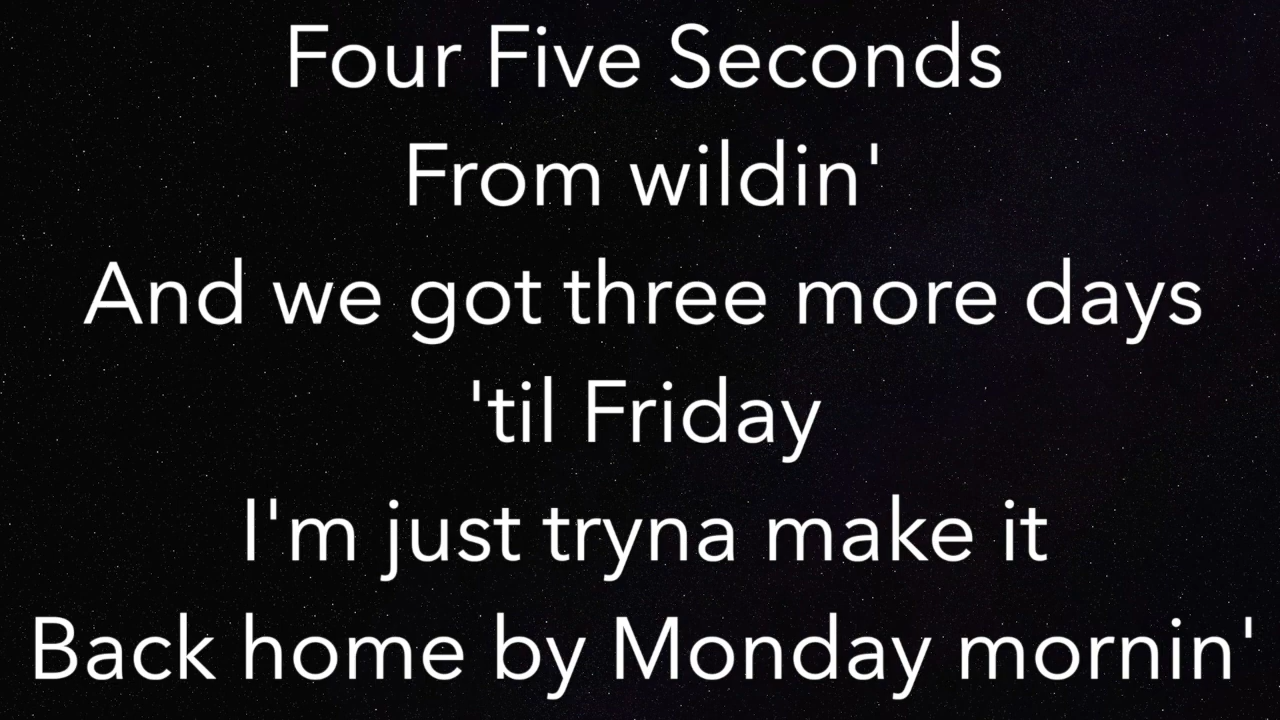 Four Five Seconds
From wildin'
And we got three more days
'til Friday
I'm just tryna make it
Back home by Monday mornin'